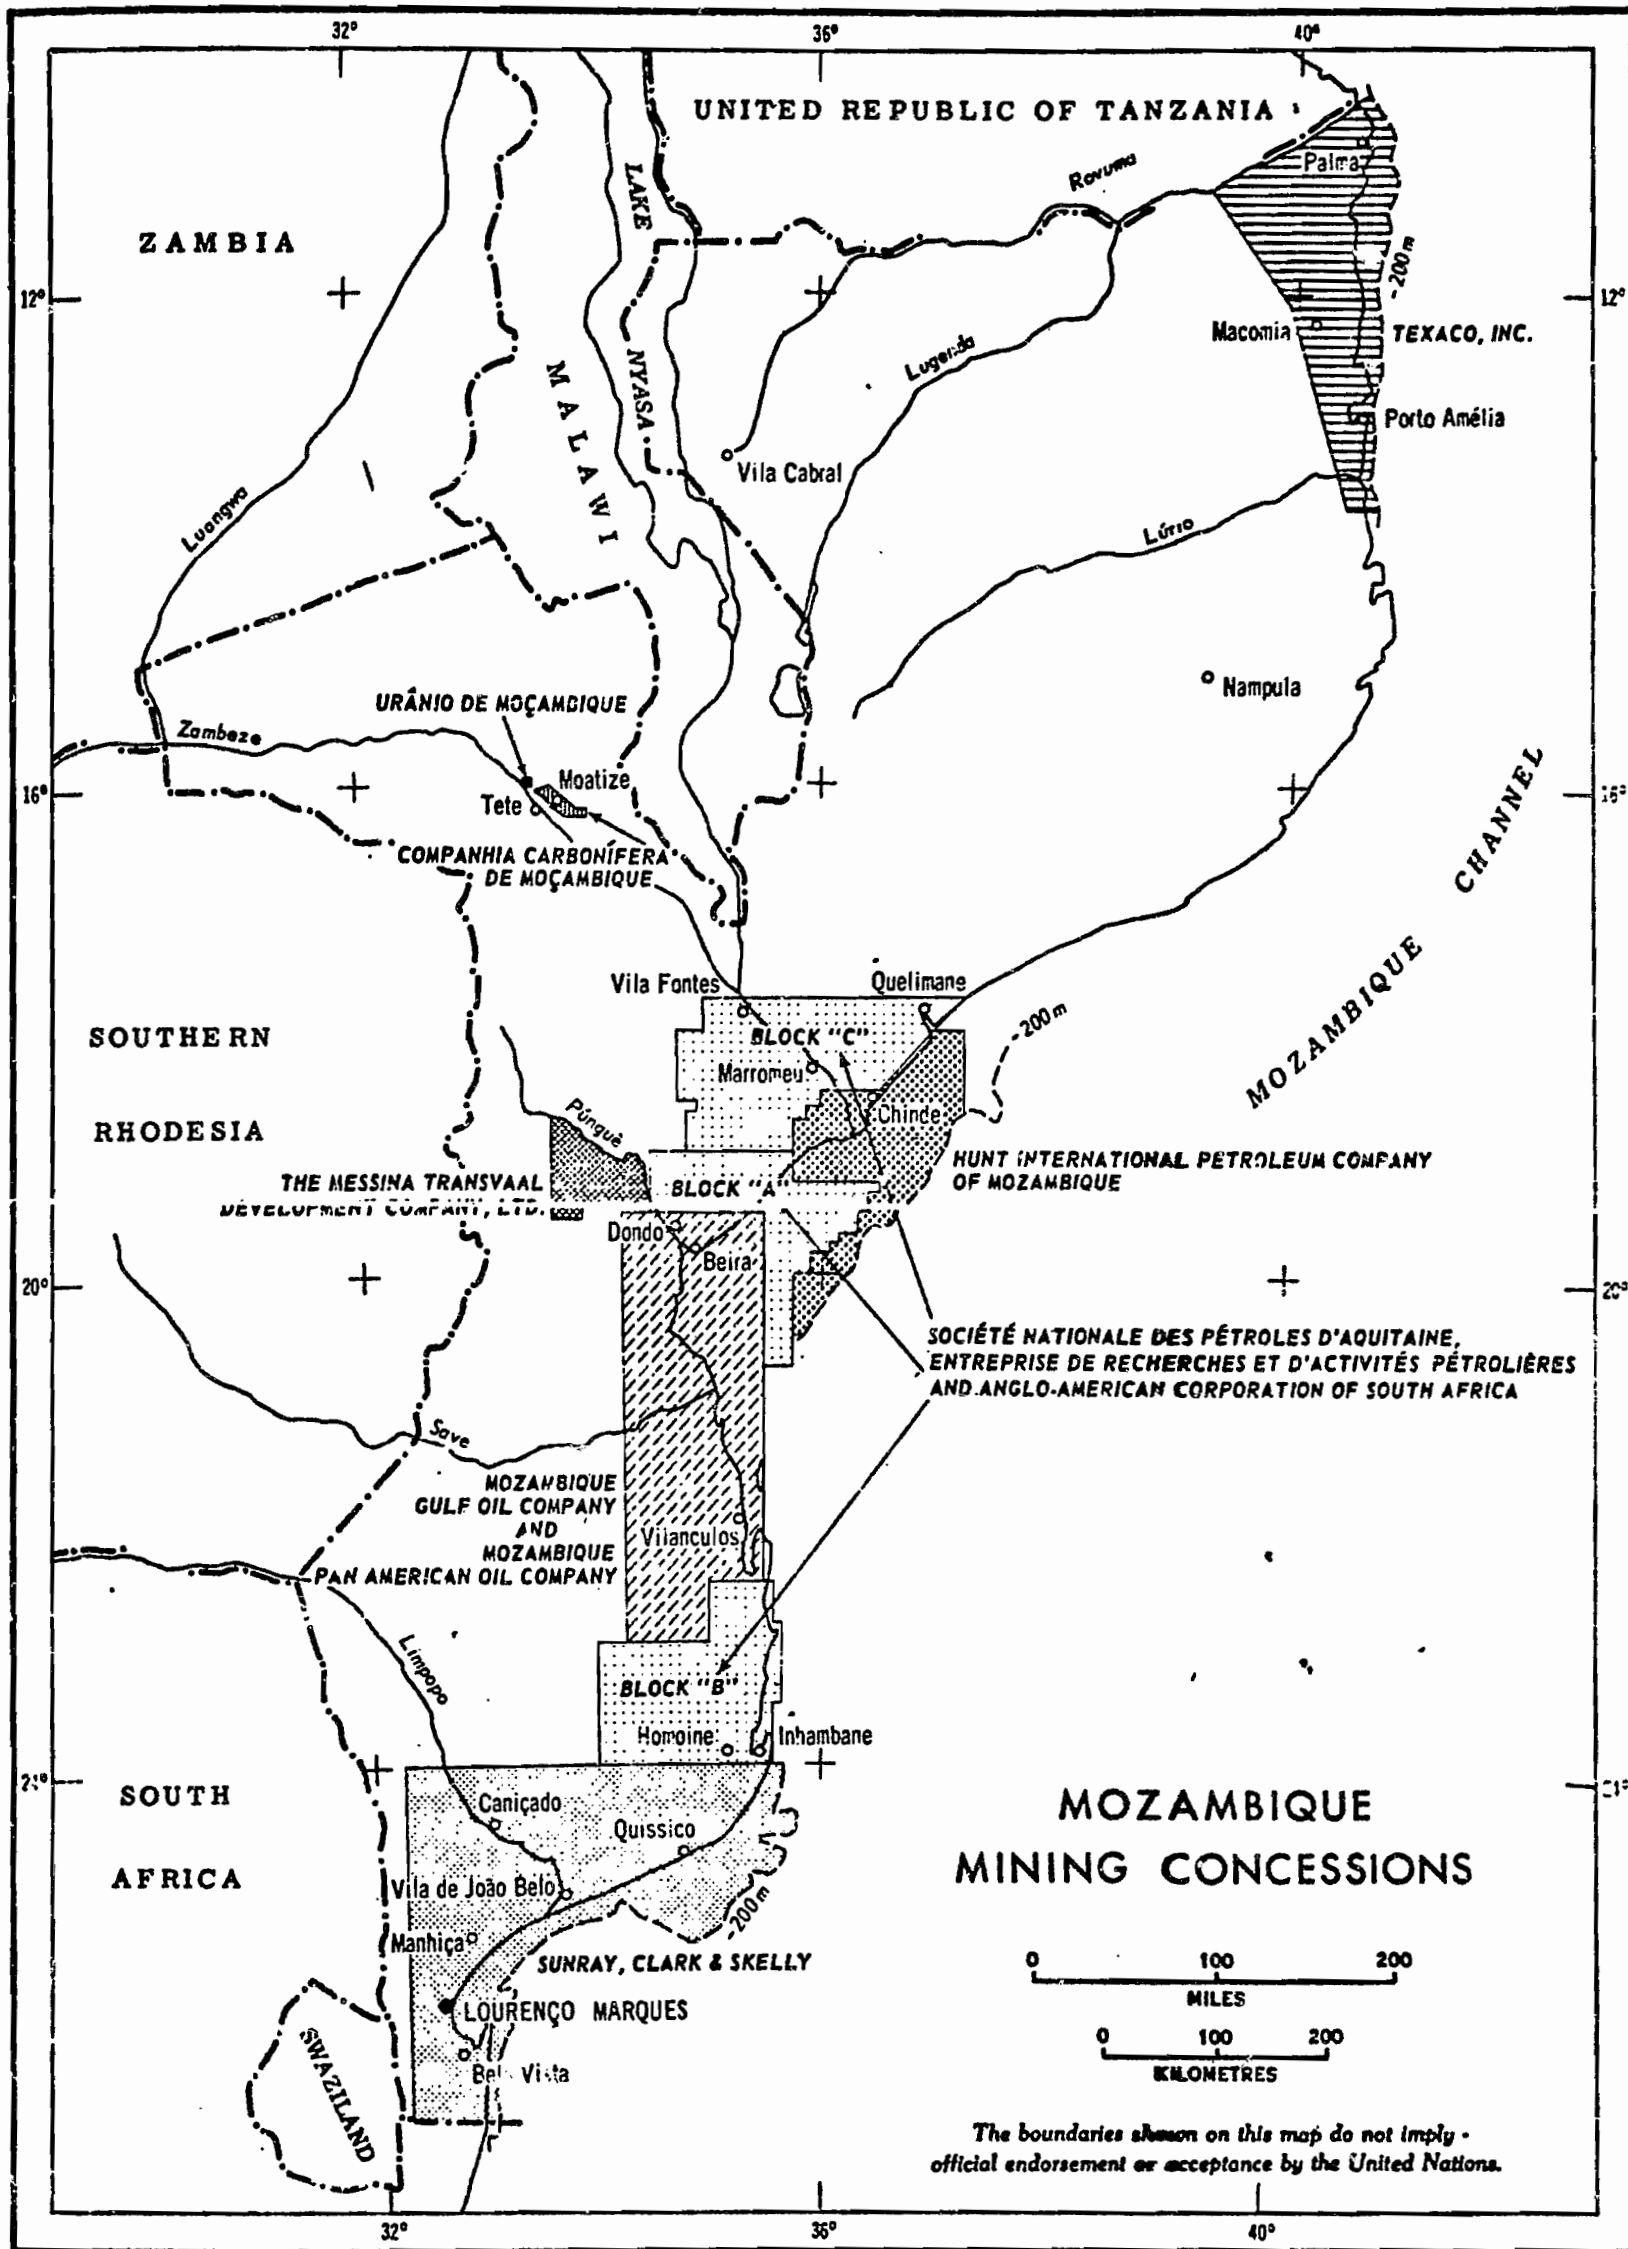 32° 36° 40°
UNITED REPUBLIC OF TANZANIA
Palma
Rovuma
LAKE
NYASA
ZAMBIA
-200m
12° 12°
Macomia
TEXACO, INC.
Lugenda
MALAWI
Porto Amélia
Vila Cabral
Luangwa
Lúrio
Nampula
URÂNIO DE MOÇAMBIQUE
Zambeze
Moatize
16°
Tete
COMPANHIA CARBONÍFERA
DE MOÇAMBIQUE
MOZAMBIQUE CHANNEL
Vila Fontes
Quelimane
-200m
SOUTHERN
RHODESIA
BLOCK "C"
Marromeu
Chinde
Púnguè
HUNT INTERNATIONAL PETROLEUM COMPANY
OF MOZAMBIQUE
THE MESSINA TRANSVAAL
DEVELOPMENT COMPANY, LTD.
BLOCK "A"
Dondo
Beira
20° 20°
SOCIÉTÉ NATIONALE DES PÉTROLES D'AQUITAINE,
ENTREPRISE DE RECHERCHES ET D'ACTIVITÉS PÉTROLIÈRES
AND ANGLO-AMERICAN CORPORATION OF SOUTH AFRICA
Save
MOZAMBIQUE
GULF OIL COMPANY
AND
MOZAMBIQUE
PAN AMERICAN OIL COMPANY
Vilanculos
Limpopo
BLOCK "B"
Homoine
Inhambane
SOUTH
AFRICA
Caniçado
Quissico
MOZAMBIQUE
MINING CONCESSIONS
Vila de João Belo
-200m
Manhiça
SUNRAY, CLARK & SKELLY
0 100 200
MILES
LOURENÇO MARQUES
0 100 200
KILOMETRES
SWAZILAND
The boundaries shown on this map do not imply
official endorsement or acceptance by the United Nations.
32° 36° 40°